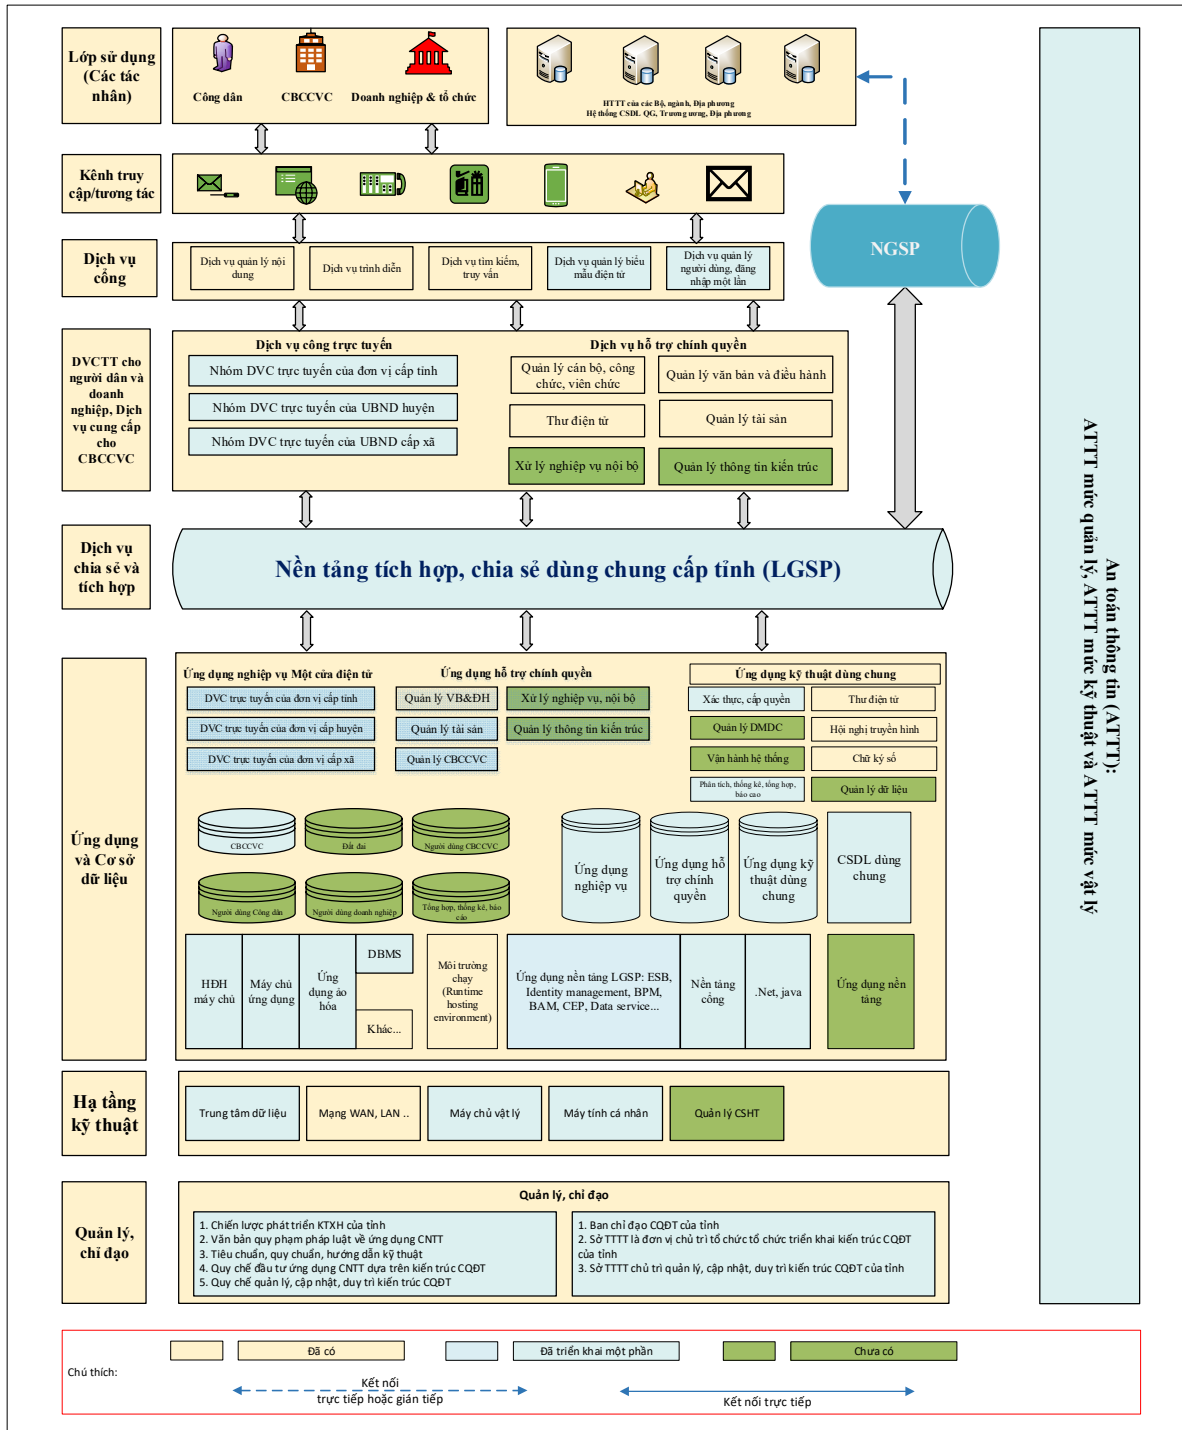 Lớp sử dụng
(Các tác
nhân)
Công dân
CBCCVC
Doanh nghiệp & tổ chức
HTTT của các Bộ, ngành, Địa phương
Hệ thống CSDL QG, Trương ương, Địa phương
Kênh truy
cập/tương tác
NGSP
Dịch vụ
cổng
Dịch vụ quản lý nội
dung
Dịch vụ trình diễn
Dịch vụ tìm kiếm,
truy vấn
Dịch vụ quản lý biểu
mẫu điện tử
Dịch vụ quản lý
người dùng, đăng
nhập một lần
DVCTT cho
người dân và
doanh
nghiệp, Dịch
vụ cung cấp
cho
CBCCVC
Dịch vụ công trực tuyến
Nhóm DVC trực tuyến của đơn vị cấp tỉnh
Nhóm DVC trực tuyến của UBND huyện
Nhóm DVC trực tuyến của UBND cấp xã
Dịch vụ hỗ trợ chính quyền
Quản lý cán bộ, công
chức, viên chức
Quản lý văn bản và điều hành
Thư điện tử
Quản lý tài sản
Xử lý nghiệp vụ nội bộ
Quản lý thông tin kiến trúc
Dịch vụ
chia sẻ và
tích hợp
Nền tảng tích hợp, chia sẻ dùng chung cấp tỉnh (LGSP)
Ứng dụng
và Cơ sở
dữ liệu
Ứng dụng nghiệp vụ Một cửa điện tử
DVC trực tuyến của đơn vị cấp tỉnh
DVC trực tuyến của đơn vị cấp huyện
DVC trực tuyến của đơn vị cấp xã
Ứng dụng hỗ trợ chính quyền
Quản lý VB&ĐH
Xử lý nghiệp vụ, nội bộ
Quản lý tài sản
Quản lý thông tin kiến trúc
Quản lý CBCCVC
Ứng dụng kỹ thuật dùng chung
Xác thực, cấp quyền
Thư điện tử
Quản lý DMDC
Hội nghị truyền hình
Vận hành hệ thống
Chữ ký số
Phân tích, thống kê, tổng hợp,
báo cáo
Quản lý dữ liệu
CBCCVC
Đất đai
Người dùng CBCCVC
Người dùng Công dân
Người dùng doanh nghiệp
Tổng hợp, thống kê, báo
cáo
Ứng dụng
nghiệp vụ
Ứng dụng hỗ
trợ chính
quyền
Ứng dụng kỹ
thuật dùng
chung
CSDL dùng
chung
HĐH
máy chủ
Máy chủ
ứng dụng
Ứng
dụng ảo
hóa
DBMS
Khác...
Môi trường
chạy
(Runtime
hosting
environment)
Ứng dụng nền tảng LGSP: ESB,
Identity management, BPM,
BAM, CEP, Data service...
Nền tảng
cổng
.Net, java
Ứng dụng nền
tảng
Hạ tầng
kỹ thuật
Trung tâm dữ liệu
Mạng WAN, LAN ..
Máy chủ vật lý
Máy tính cá nhân
Quản lý CSHT
Quản lý,
chỉ đạo
Quản lý, chỉ đạo
1. Chiến lược phát triển KTXH của tỉnh
2. Văn bản quy phạm pháp luật về ứng dụng CNTT
3. Tiêu chuẩn, quy chuẩn, hướng dẫn kỹ thuật
4. Quy chế đầu tư ứng dụng CNTT dựa trên kiến trúc CQĐT
5. Quy chế quản lý, cập nhật, duy trì kiến trúc CQĐT
1. Ban chỉ đạo CQĐT của tỉnh
2. Sở TTTT là đơn vị chủ trì tổ chức tổ chức triển khai kiến trúc CQĐT
của tỉnh
3. Sở TTTT chủ trì quản lý, cập nhật, duy trì kiến trúc CQĐT của tỉnh
An toán thông tin (ATTT):
ATTT mức quản lý, ATTT mức kỹ thuật và ATTT mức vật lý
Chú thích:
Đã có
Đã triển khai một phần
Chưa có
Kết nối
trực tiếp hoặc gián tiếp
Kết nối trực tiếp